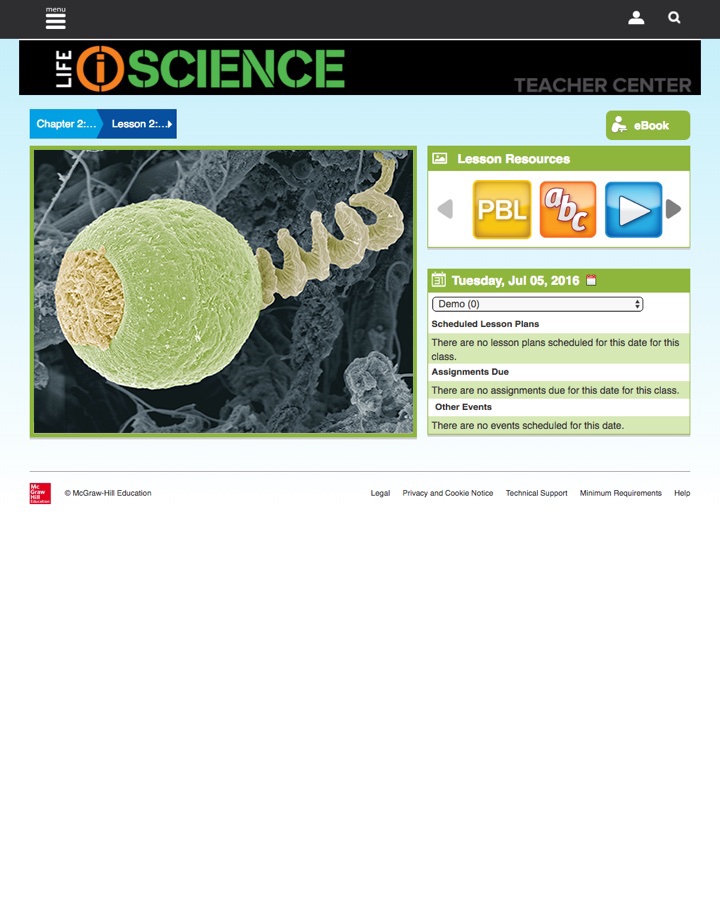 menu
LIFE iSCIENCE
TEACHER CENTER
Chapter 2:... Lesson 2:...
eBook
Lesson Resources
PBL abc
Tuesday, Jul 05, 2016
Demo (0)
Scheduled Lesson Plans
There are no lesson plans scheduled for this date for this
class.
Assignments Due
There are no assignments due for this date for this class.
Other Events
There are no events scheduled for this date.
Mc
Graw
Hill
Education
© McGraw-Hill Education
Legal Privacy and Cookie Notice Technical Support Minimum Requirements Help